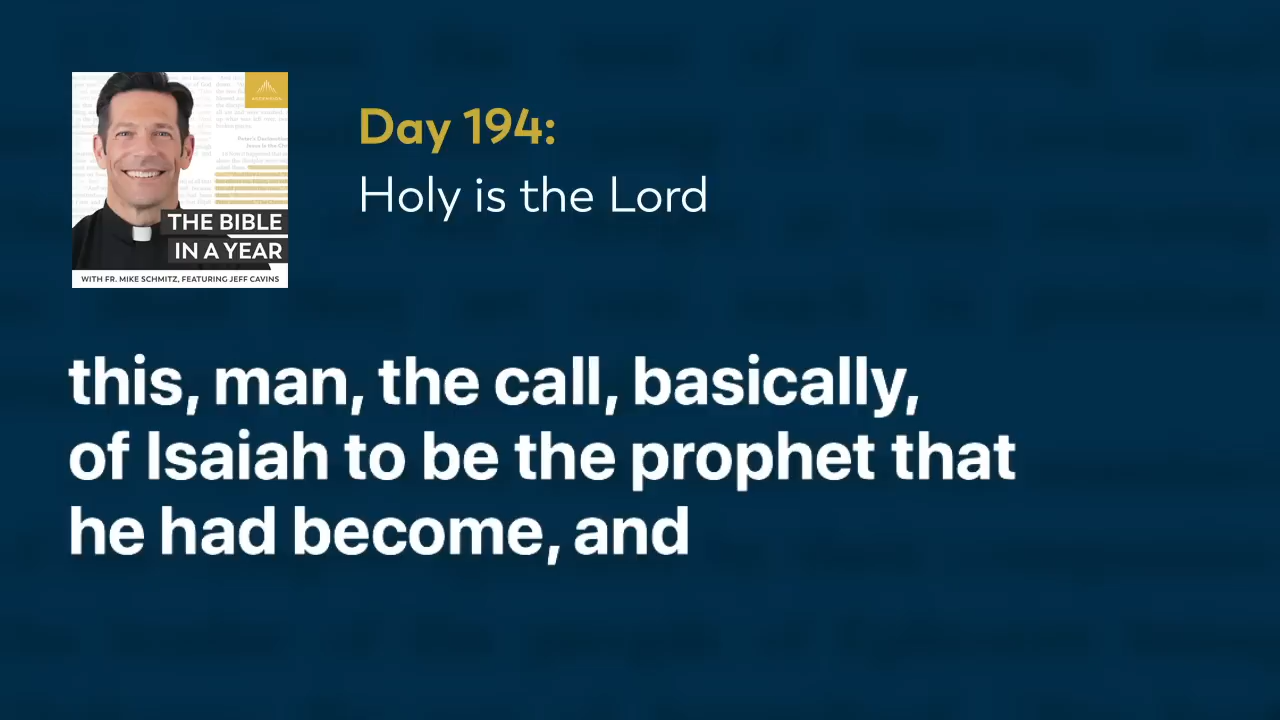 THE BIBLE
IN A YEAR
WITH FR. MIKE SCHMITZ, FEATURING JEFF CAVINS
Day 194:
Holy is the Lord
this, man, the call, basically,
of Isaiah to be the prophet that
he had become, and